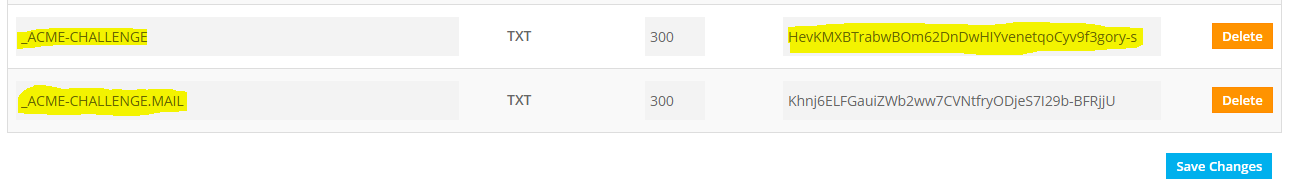 _ACME-CHALLENGE TXT 300 HevKMXBTrabwBOm62DnDwHIYvenetqoCyv9f3gory-s Delete
_ACME-CHALLENGE.MAIL TXT 300 Khnj6ELFGauiZWb2ww7CVNtfryODjeS7I29b-BFRjjU Delete
Save Changes